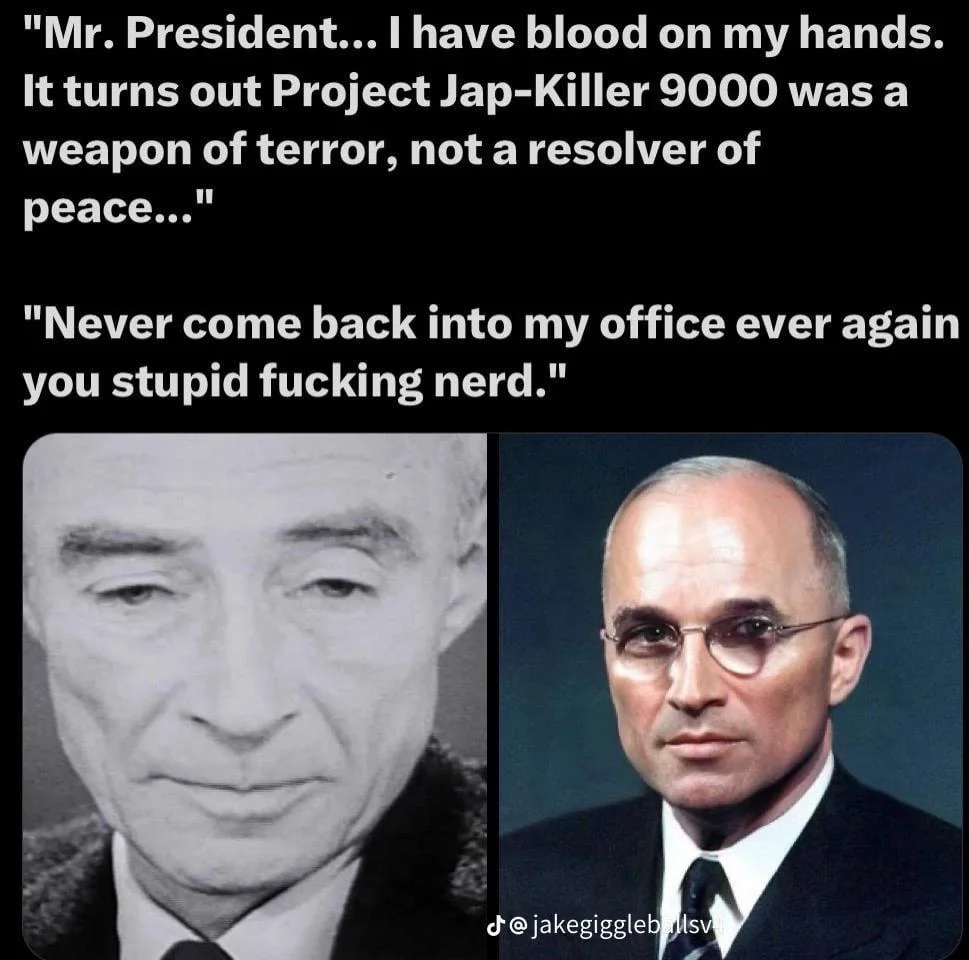 "Mr. President... I have blood on my hands.
It turns out Project Jap-Killer 9000 was a
weapon of terror, not a resolver of
peace..."
"Never come back into my office ever again
you stupid fucking nerd."
@jakegiggleballsv4